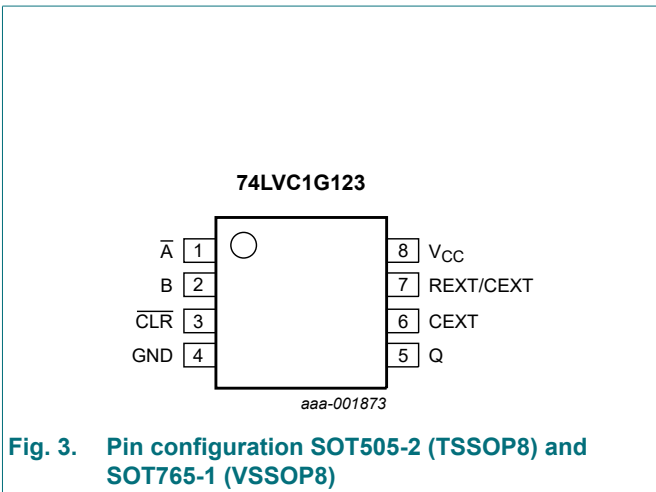 74LVC1G123
A̅ 1 8 VCC
B 2 7 REXT/CEXT
C̅L̅R̅ 3 6 CEXT
GND 4 5 Q
aaa-001873
Fig. 3. Pin configuration SOT505-2 (TSSOP8) and
SOT765-1 (VSSOP8)